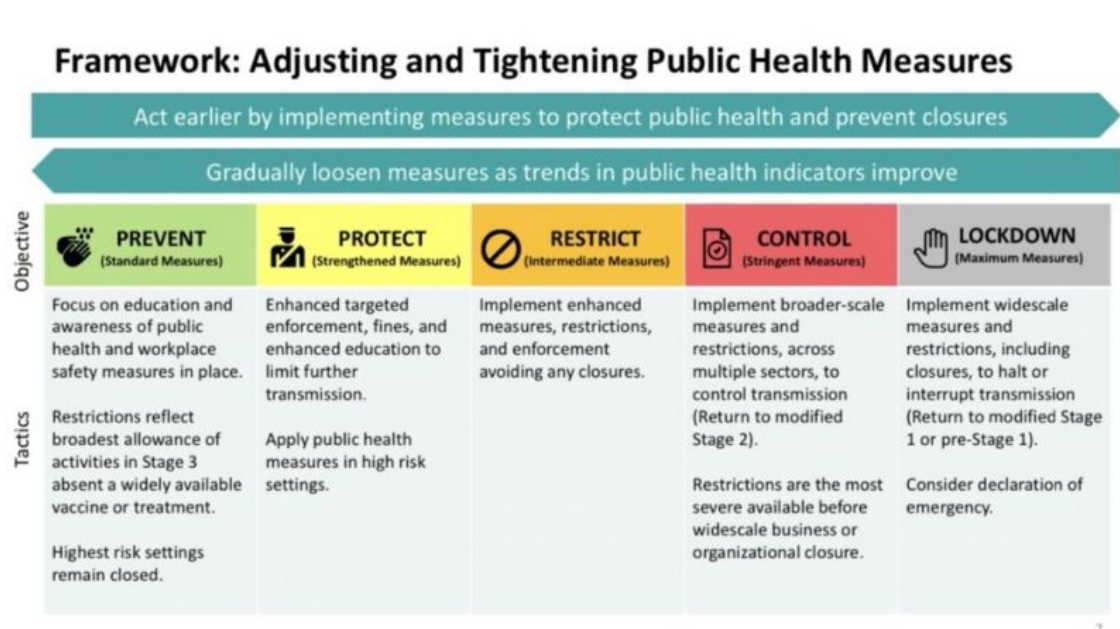 Framework: Adjusting and Tightening Public Health Measures
Act earlier by implementing measures to protect public health and prevent closures
Gradually loosen measures as trends in public health indicators improve
Objective
PREVENT
(Standard Measures)
PROTECT
(Strengthened Measures)
RESTRICT
(Intermediate Measures)
CONTROL
(Stringent Measures)
LOCKDOWN
(Maximum Measures)
Tactics
Focus on education and
awareness of public
health and workplace
safety measures in place.
Restrictions reflect
broadest allowance of
activities in Stage 3
absent a widely available
vaccine or treatment.
Highest risk settings
remain closed.
Enhanced targeted
enforcement, fines, and
enhanced education to
limit further
transmission.
Apply public health
measures in high risk
settings.
Implement enhanced
measures, restrictions,
and enforcement
avoiding any closures.
Implement broader-scale
measures and
restrictions, across
multiple sectors, to
control transmission
(Return to modified
Stage 2).
Restrictions are the most
severe available before
widescale business or
organizational closure.
Implement widescale
measures and
restrictions, including
closures, to halt or
interrupt transmission
(Return to modified Stage
1 or pre-Stage 1).
Consider declaration of
emergency.